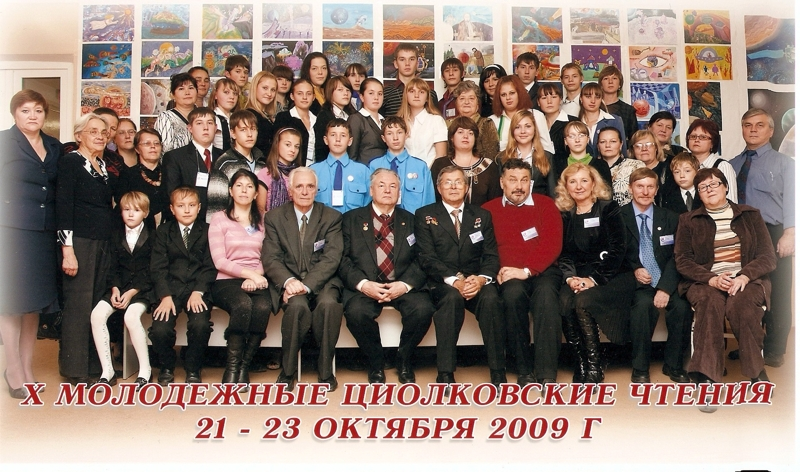 X МОЛОДЕЖНЫЕ ЦИОЛКОВСКИЕ ЧТЕНИЯ
21 - 23 ОКТЯБРЯ 2009 Г